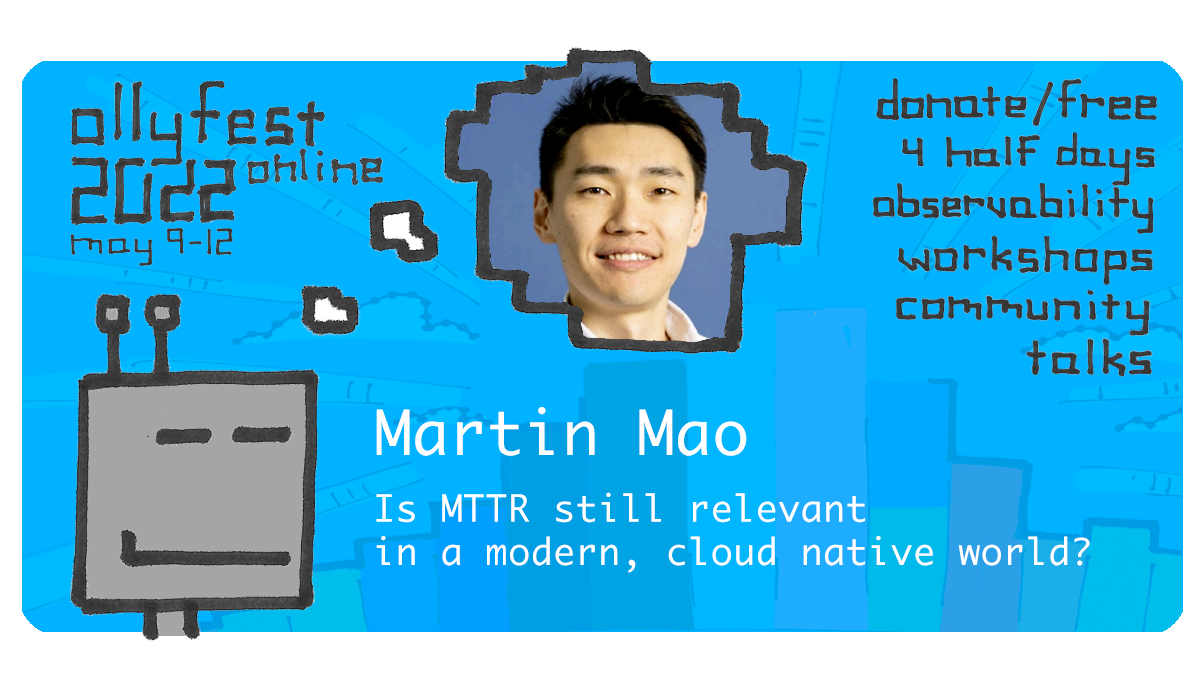 ollyfest
2022 online
may 9-12
donate/free
4 half days
observability
workshops
community
talks
Martin Mao
Is MTTR still relevant
in a modern, cloud native world?